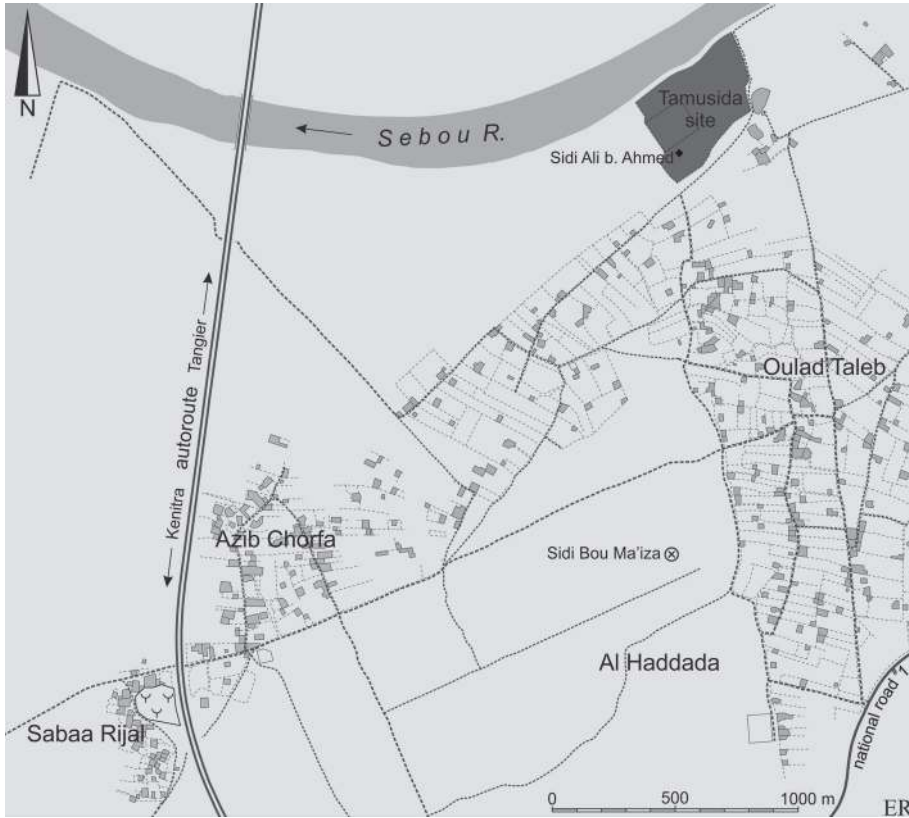 N
Sebou R.
Tamusida
site
Sidi Ali b. Ahmed
Tangier
autoroute
Kenitra
Oulad Taleb
Azib Chorfa
Sidi Bou Ma'iza
Al Haddada
Sabaa Rijal
national road 1
0 500 1000 m
ER